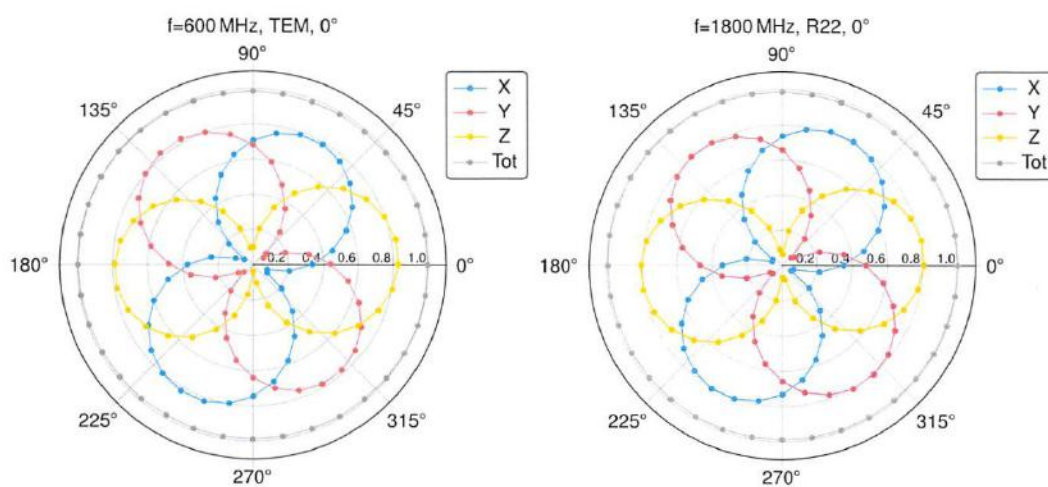 f=600 MHz, TEM, 0°
90°
135°
45°
X
Y
Z
Tot
180°
0.2 0.4 0.6 0.8 1.0
0°
225°
315°
270°
f=1800 MHz, R22, 0°
90°
135°
45°
X
Y
Z
Tot
180°
0.2 0.4 0.6 0.8 1.0
0°
225°
315°
270°